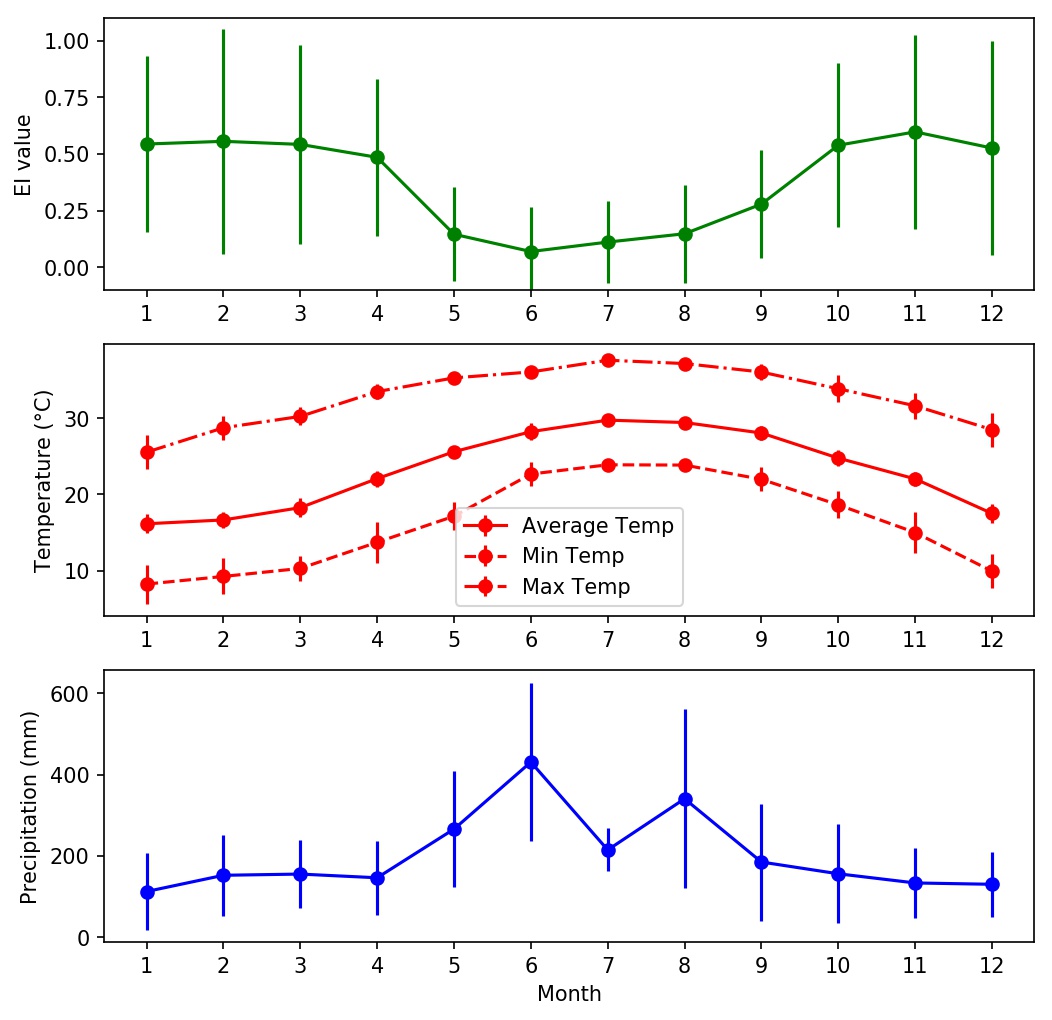 EI value
1.00
0.75
0.50
0.25
0.00
1 2 3 4 5 6 7 8 9 10 11 12
Temperature (°C)
30
20
10
Average Temp
Min Temp
Max Temp
1 2 3 4 5 6 7 8 9 10 11 12
Precipitation (mm)
600
400
200
0
1 2 3 4 5 6 7 8 9 10 11 12
Month